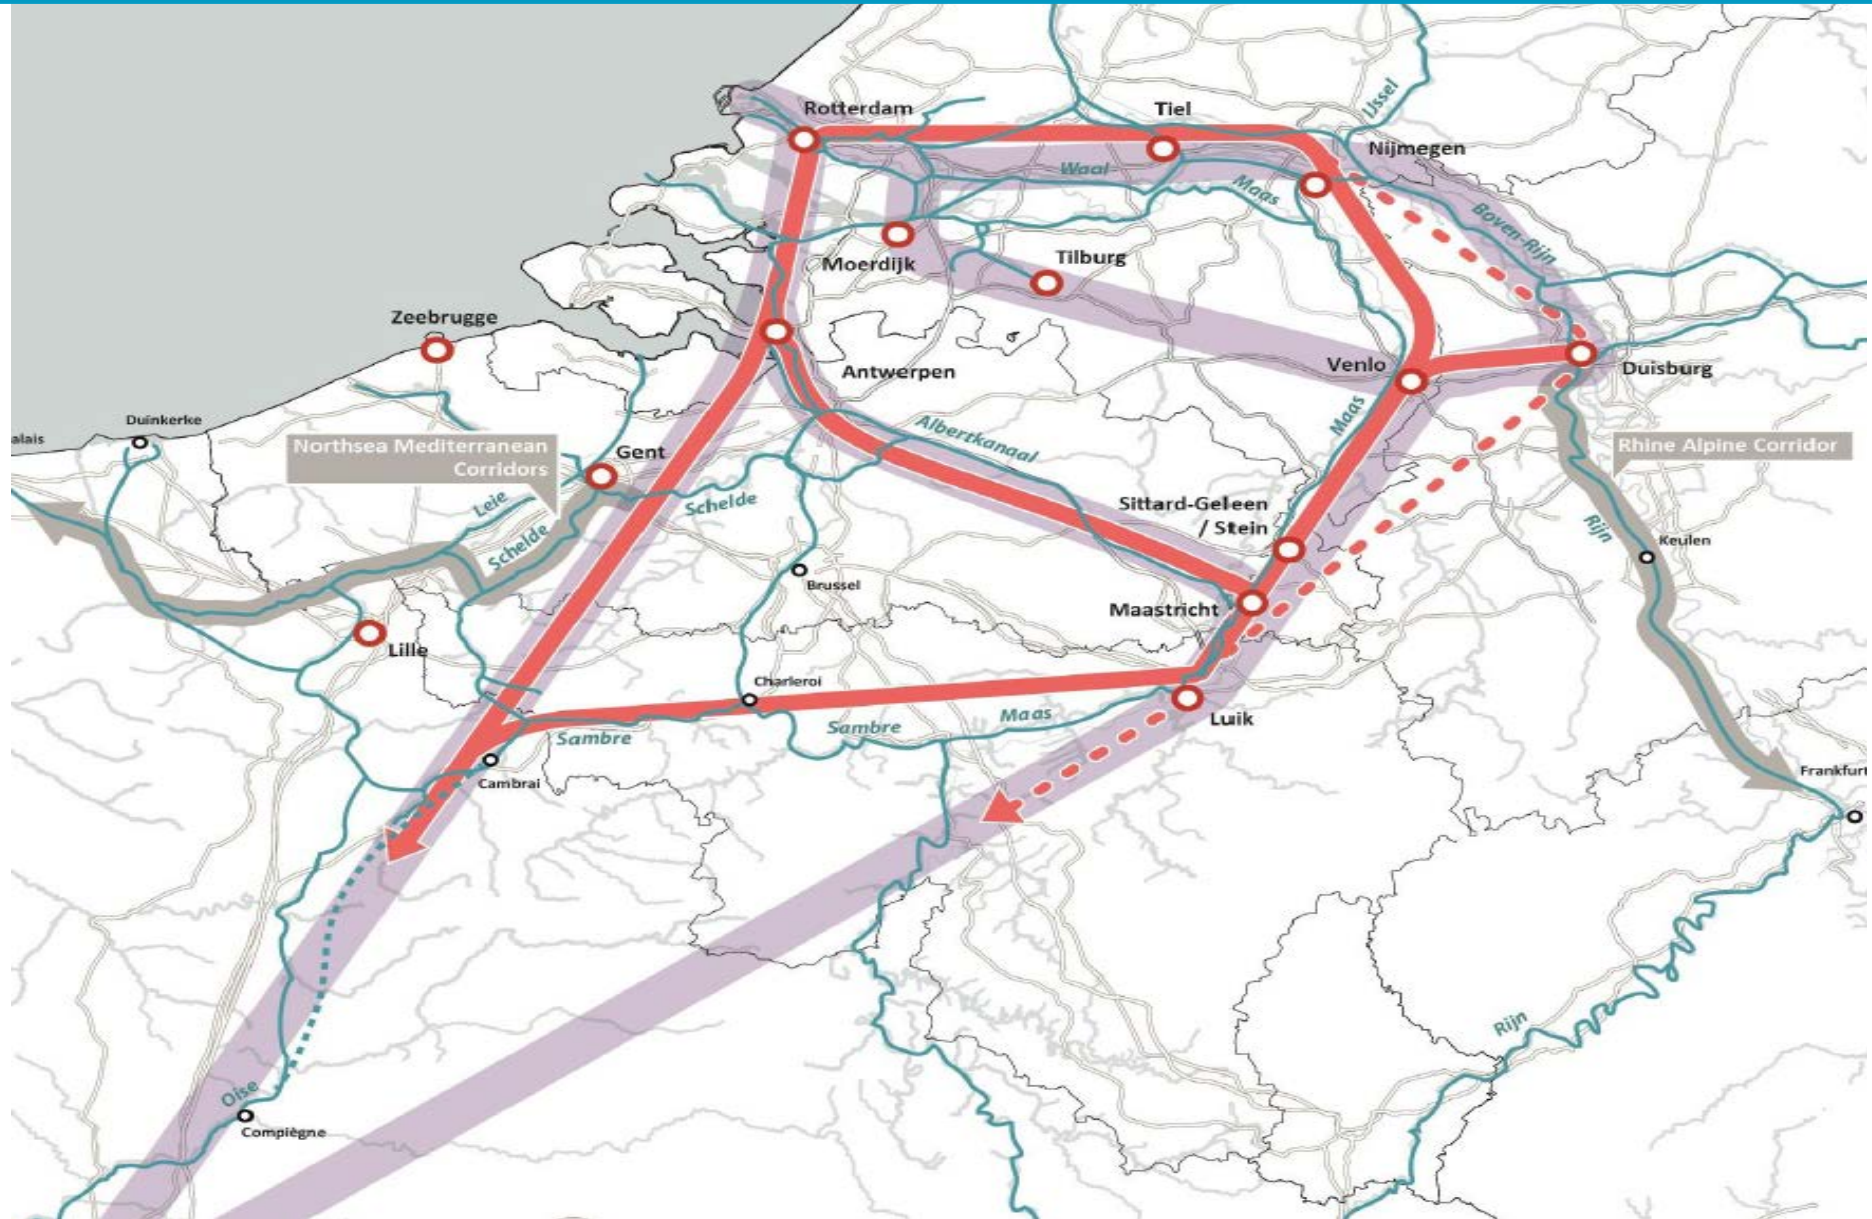 Rotterdam
Tiel
IJssel
Nijmegen
Waal
Maas
Boven-Rijn
Moerdijk
Tilburg
Zeebrugge
Antwerpen
Venlo
Duisburg
alais
Duinkerke
Northsea Mediterranean
Corridors
Gent
Albertkanaal
Maas
Rhine Alpine Corridor
Leie
Schelde
Schelde
Sittard-Geleen
/ Stein
Rijn
Keulen
Brussel
Maastricht
Lille
Charleroi
Sambre
Sambre
Maas
Luik
Cambrai
Frankfurt
Rijn
Oise
Compiègne